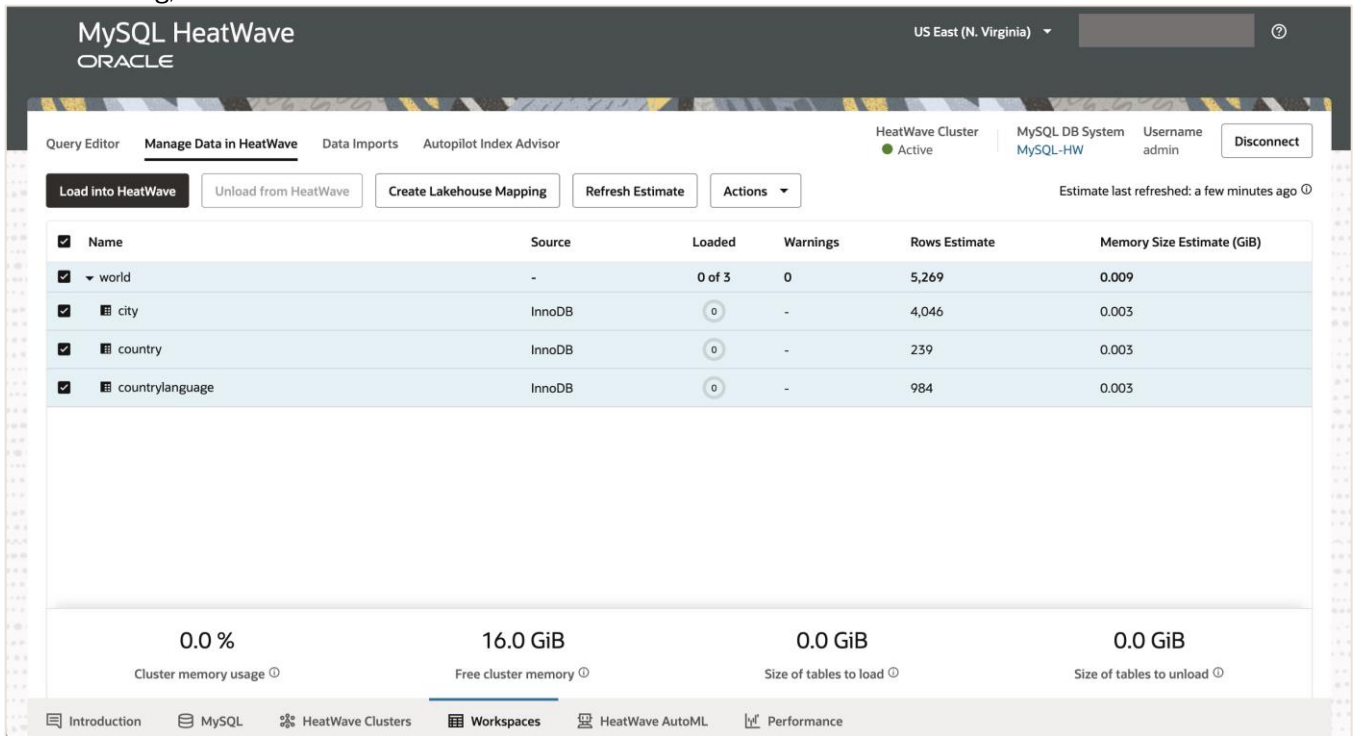 MySQL HeatWave
ORACLE
US East (N. Virginia)
Query Editor Manage Data in HeatWave Data Imports Autopilot Index Advisor
HeatWave Cluster
Active
MySQL DB System
MySQL-HW
Username
admin
Disconnect
Load into HeatWave Unload from HeatWave Create Lakehouse Mapping Refresh Estimate Actions Estimate last refreshed: a few minutes ago
Name Source Loaded Warnings Rows Estimate Memory Size Estimate (GiB)
world - 0 of 3 0 5,269 0.009
city InnoDB 0 - 4,046 0.003
country InnoDB 0 - 239 0.003
countrylanguage InnoDB 0 - 984 0.003
0.0 % 16.0 GiB 0.0 GiB 0.0 GiB
Cluster memory usage Free cluster memory Size of tables to load Size of tables to unload
Introduction MySQL HeatWave Clusters Workspaces HeatWave AutoML Performance